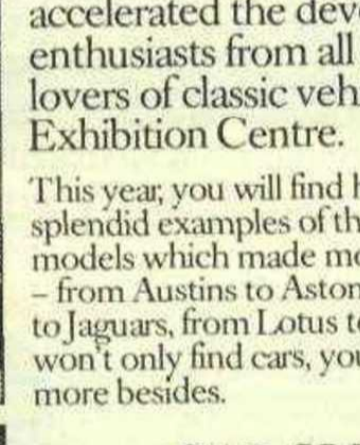 accelerated the dev
enthusiasts from all
lovers of classic veh
Exhibition Centre.
This year, you will find
splendid examples of th
models which made mo
– from Austins to Aston
to Jaguars, from Lotus t
won't only find cars, you
more besides.